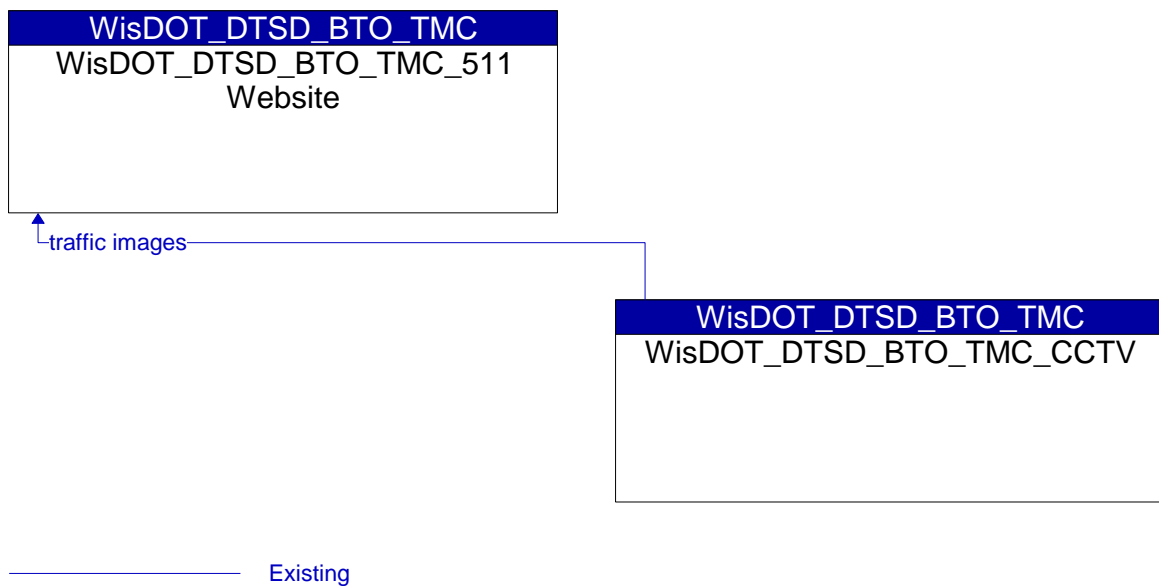 WisDOT_DTSD_BTO_TMC
WisDOT_DTSD_BTO_TMC_511
Website
traffic images
WisDOT_DTSD_BTO_TMC
WisDOT_DTSD_BTO_TMC_CCTV
Existing